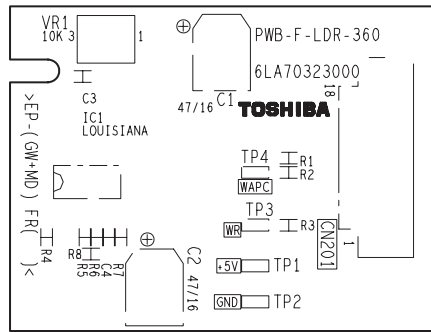 VR1
10K 3
1
PWB-F-LDR-360
6LA70323000
C3
47/16
C1
18
TOSHIBA
IC1
LOUISIANA
>EP-(GW+MD) FR( )<
TP4
R1
R2
WAPC
TP3
WR
R3
CN201
1
R4
R8
R5
R6
C4
R7
C2
47/16
+5V
TP1
GND
TP2